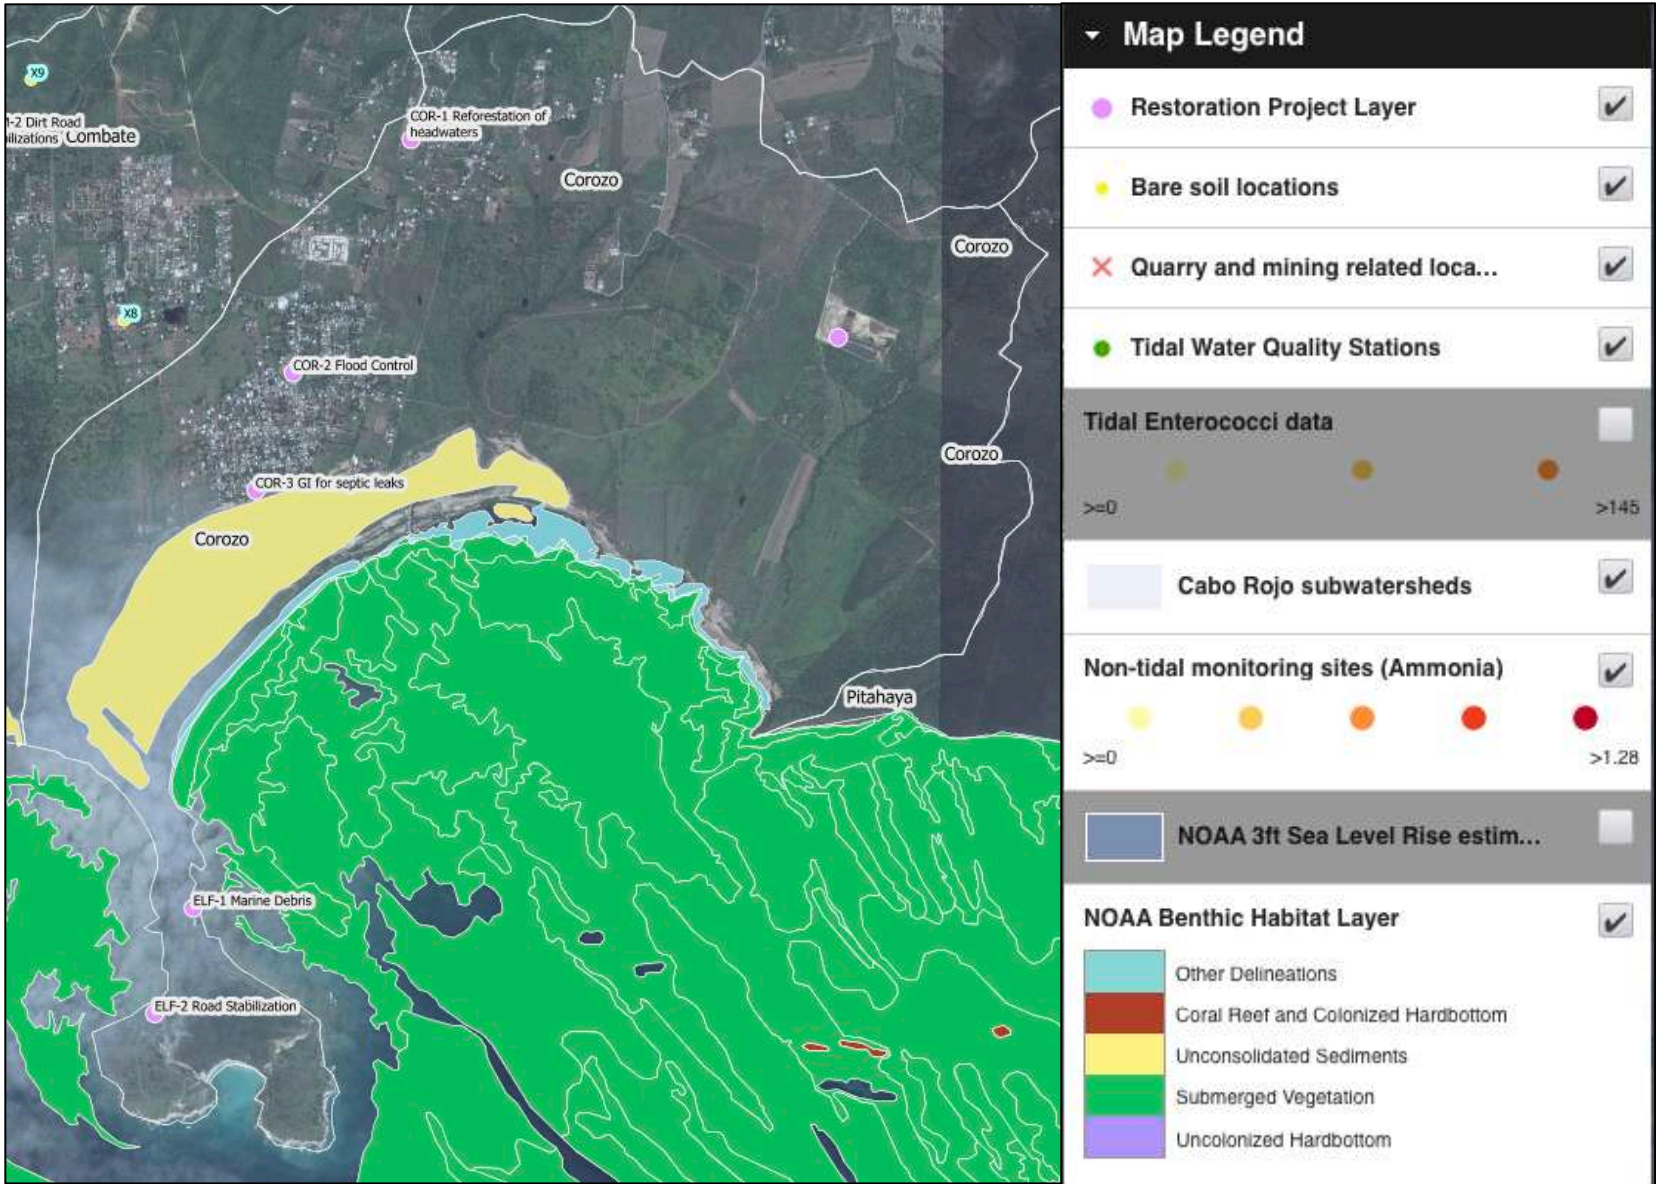 X9
M-2 Dirt Road
ilizations Combate
COR-1 Reforestation of
headwaters
Corozo
Corozo
X8
COR-2 Flood Control
Corozo
COR-3 GI for septic leaks
Corozo
Pitahaya
ELF-1 Marine Debris
ELF-2 Road Stabilization
Map Legend
Restoration Project Layer
Bare soil locations
Quarry and mining related loca...
Tidal Water Quality Stations
Tidal Enterococci data
>=0 >145
Cabo Rojo subwatersheds
Non-tidal monitoring sites (Ammonia)
>=0 >1.28
NOAA 3ft Sea Level Rise estim...
NOAA Benthic Habitat Layer
Other Delineations
Coral Reef and Colonized Hardbottom
Unconsolidated Sediments
Submerged Vegetation
Uncolonized Hardbottom